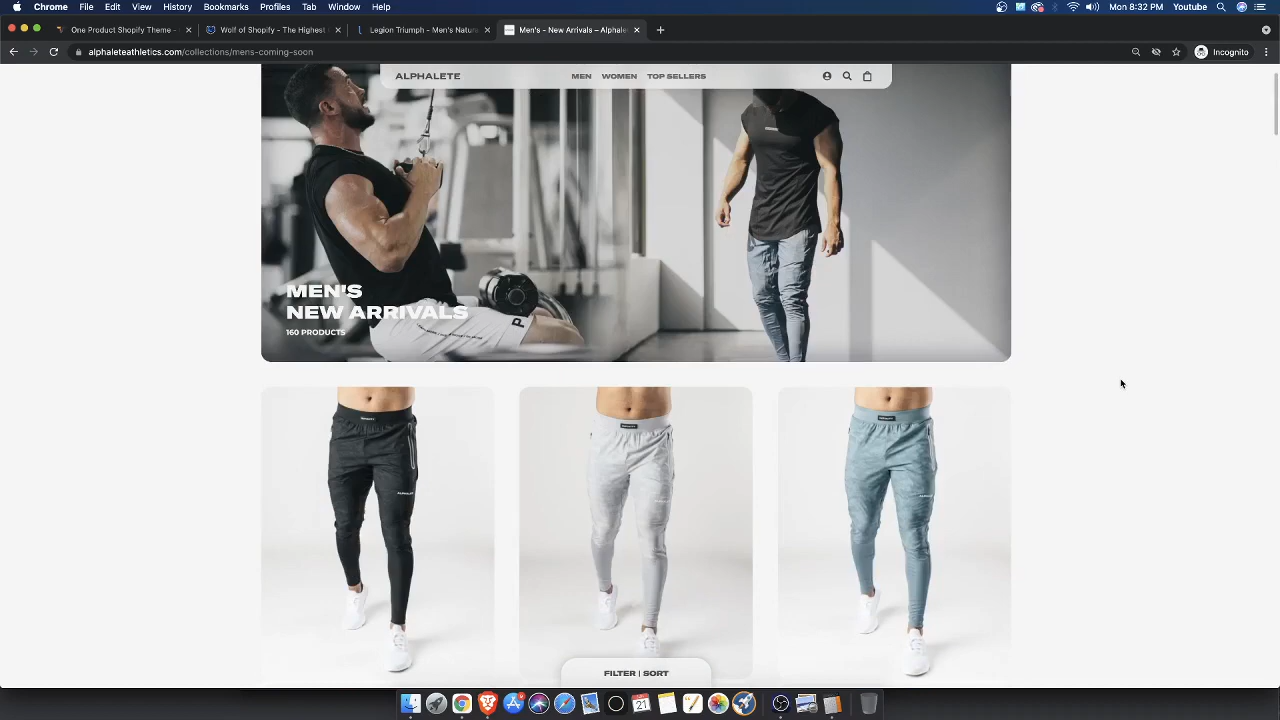 Chrome File Edit View History Bookmarks Profiles Tab Window Help Mon 8:32 PM Youtube
One Product Shopify Theme - Wolf of Shopify - The Highest Legion Triumph - Men's Natur Men's - New Arrivals – Alphale
alphaleteathletics.com/collections/mens-coming-soon Incognito
ALPHALETE MEN WOMEN TOP SELLERS
MEN'S
NEW ARRIVALS
160 PRODUCTS
FILTER | SORT